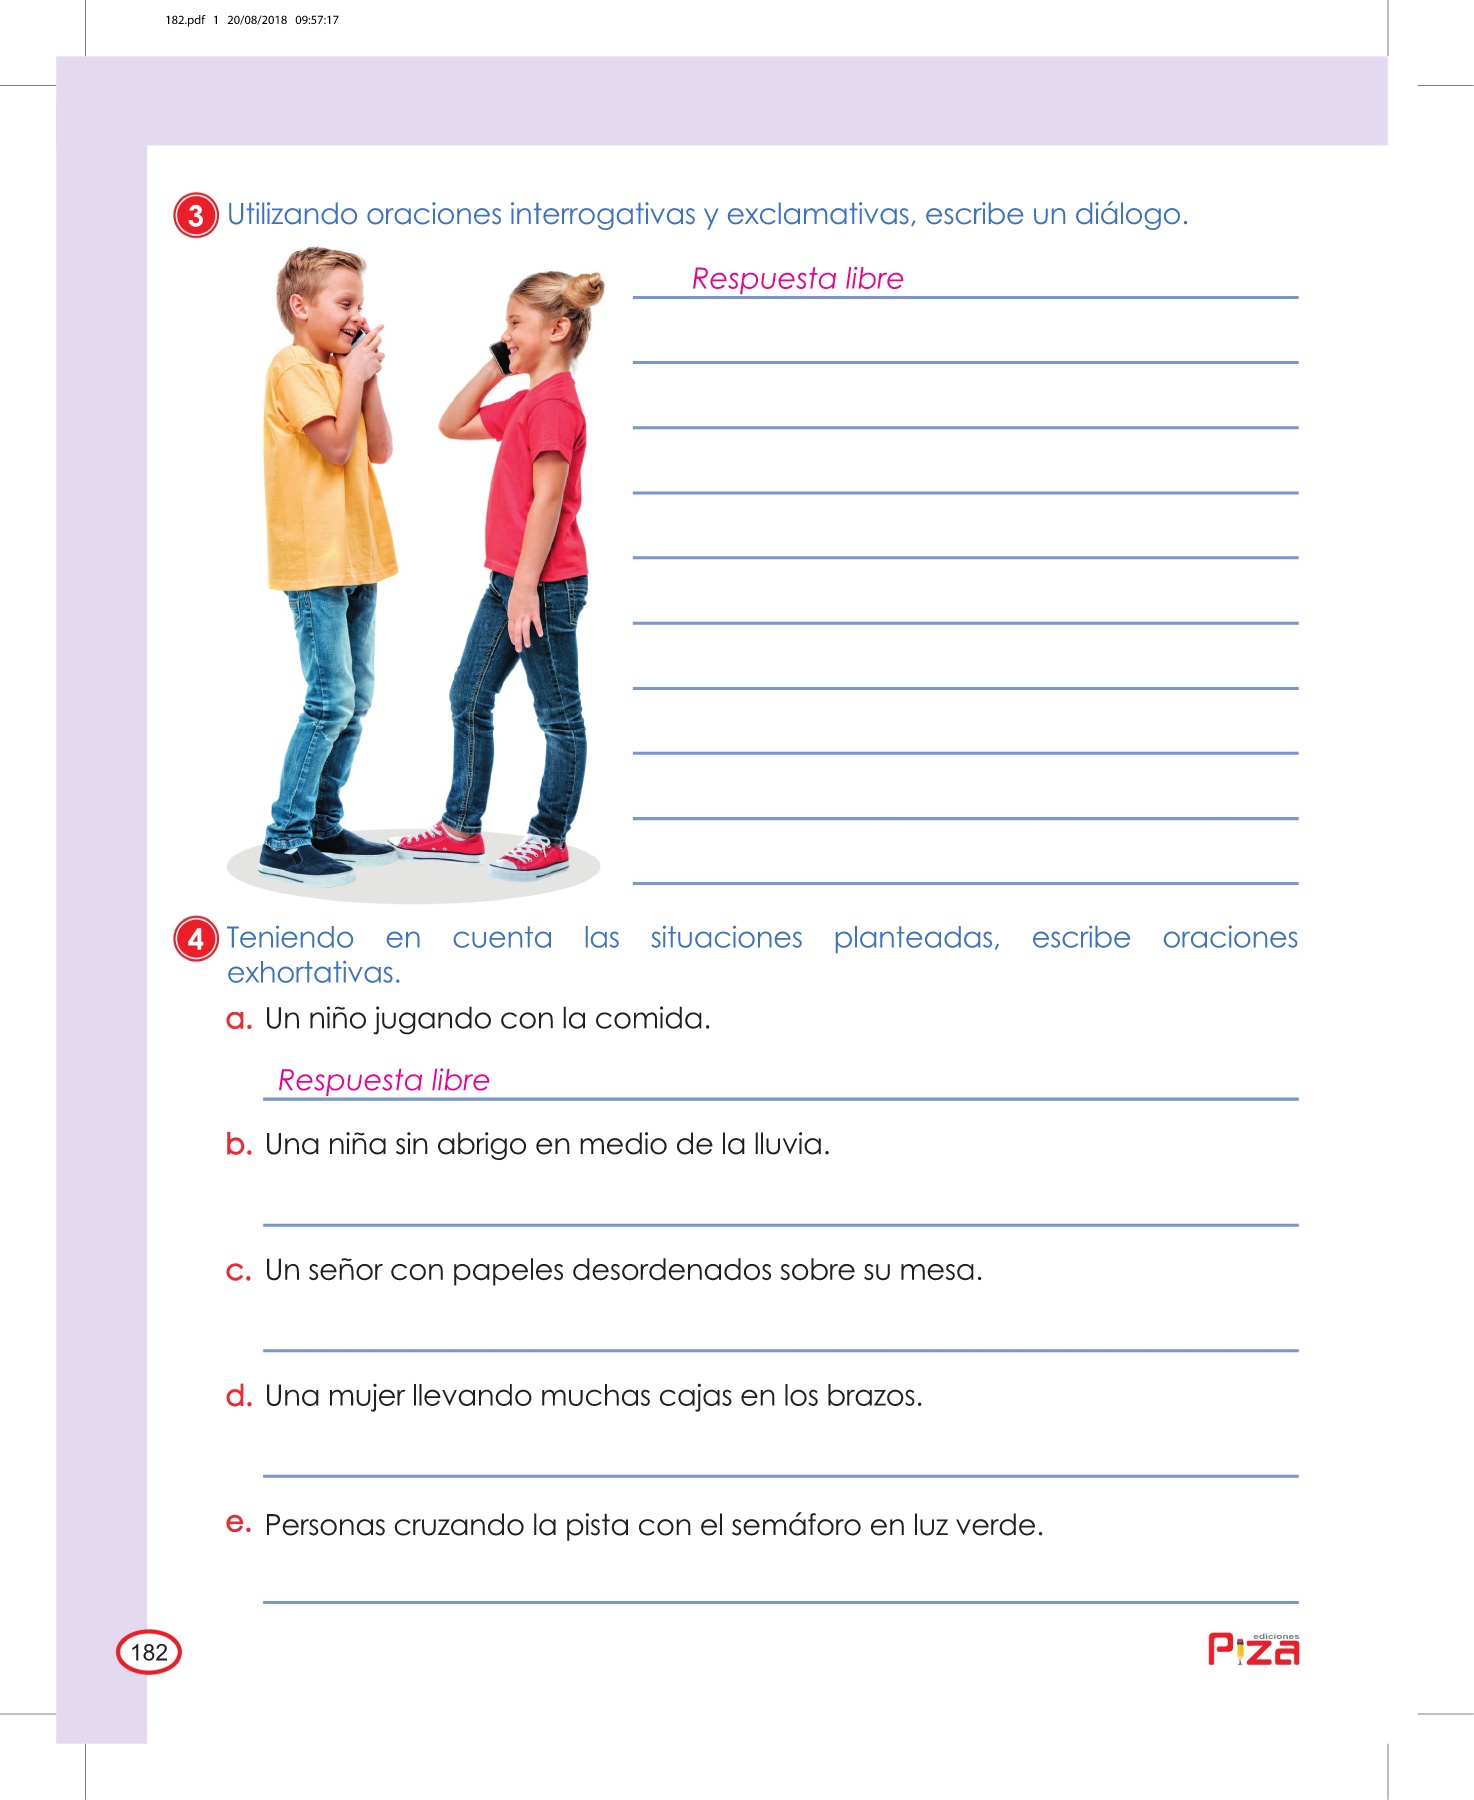 182.pdf 1 20/08/2018 09:57:17
3 Utilizando oraciones interrogativas y exclamativas, escribe un diálogo.
Respuesta libre
4 Teniendo en cuenta las situaciones planteadas, escribe oraciones
exhortativas.
a. Un niño jugando con la comida.
Respuesta libre
b. Una niña sin abrigo en medio de la lluvia.
c. Un señor con papeles desordenados sobre su mesa.
d. Una mujer llevando muchas cajas en los brazos.
e. Personas cruzando la pista con el semáforo en luz verde.
182
ediciones
Piza